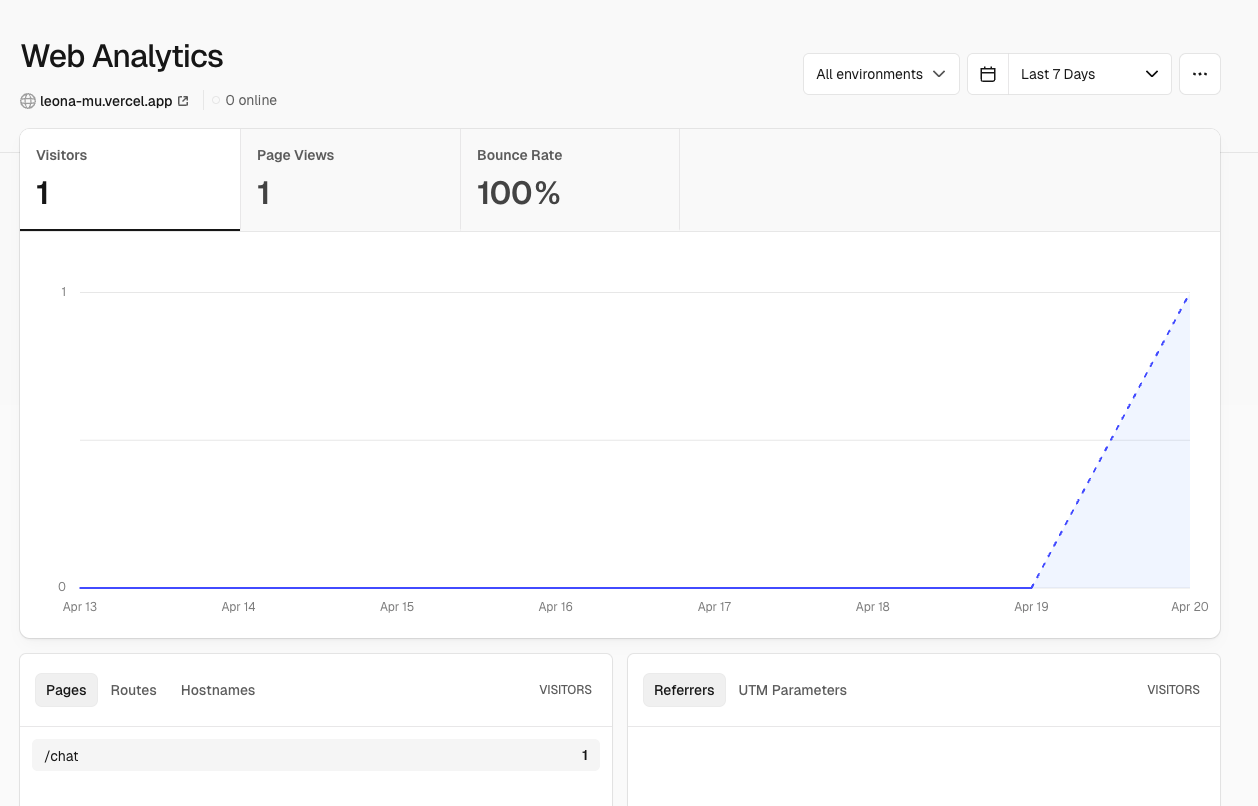 Web Analytics
leona-mu.vercel.app
0 online
All environments
Last 7 Days
Visitors
1
Page Views
1
Bounce Rate
100%
1
0
Apr 13 Apr 14 Apr 15 Apr 16 Apr 17 Apr 18 Apr 19 Apr 20
Pages Routes Hostnames VISITORS
/chat 1
Referrers UTM Parameters VISITORS